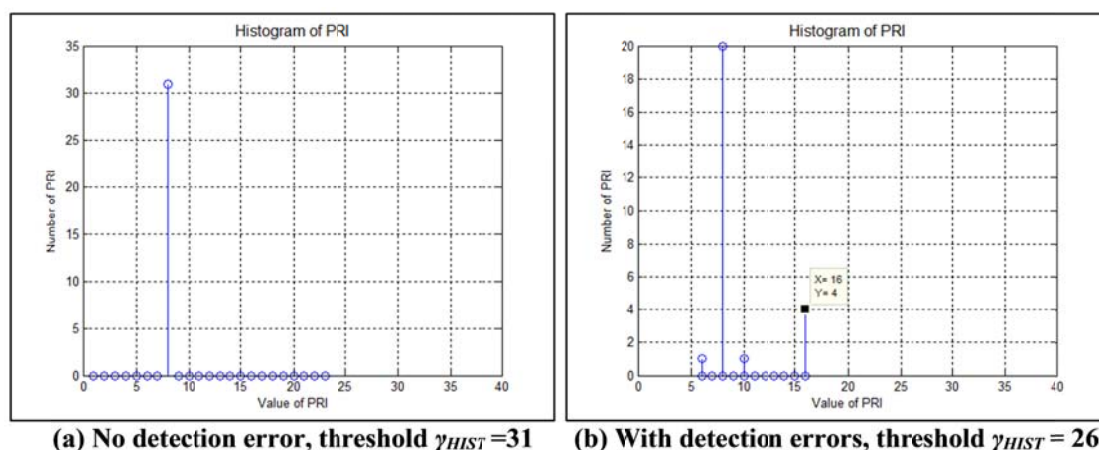 Histogram of PRI
35
30
25
20
15
10
5
0
Number of PRI
0 5 10 15 20 25 30 35 40
Value of PRI
(a) No detection error, threshold γHIST =31
Histogram of PRI
20
18
16
14
12
10
8
6
4
2
0
Number of PRI
X= 16
Y= 4
0 5 10 15 20 25 30 35 40
Value of PRI
(b) With detection errors, threshold γHIST = 26